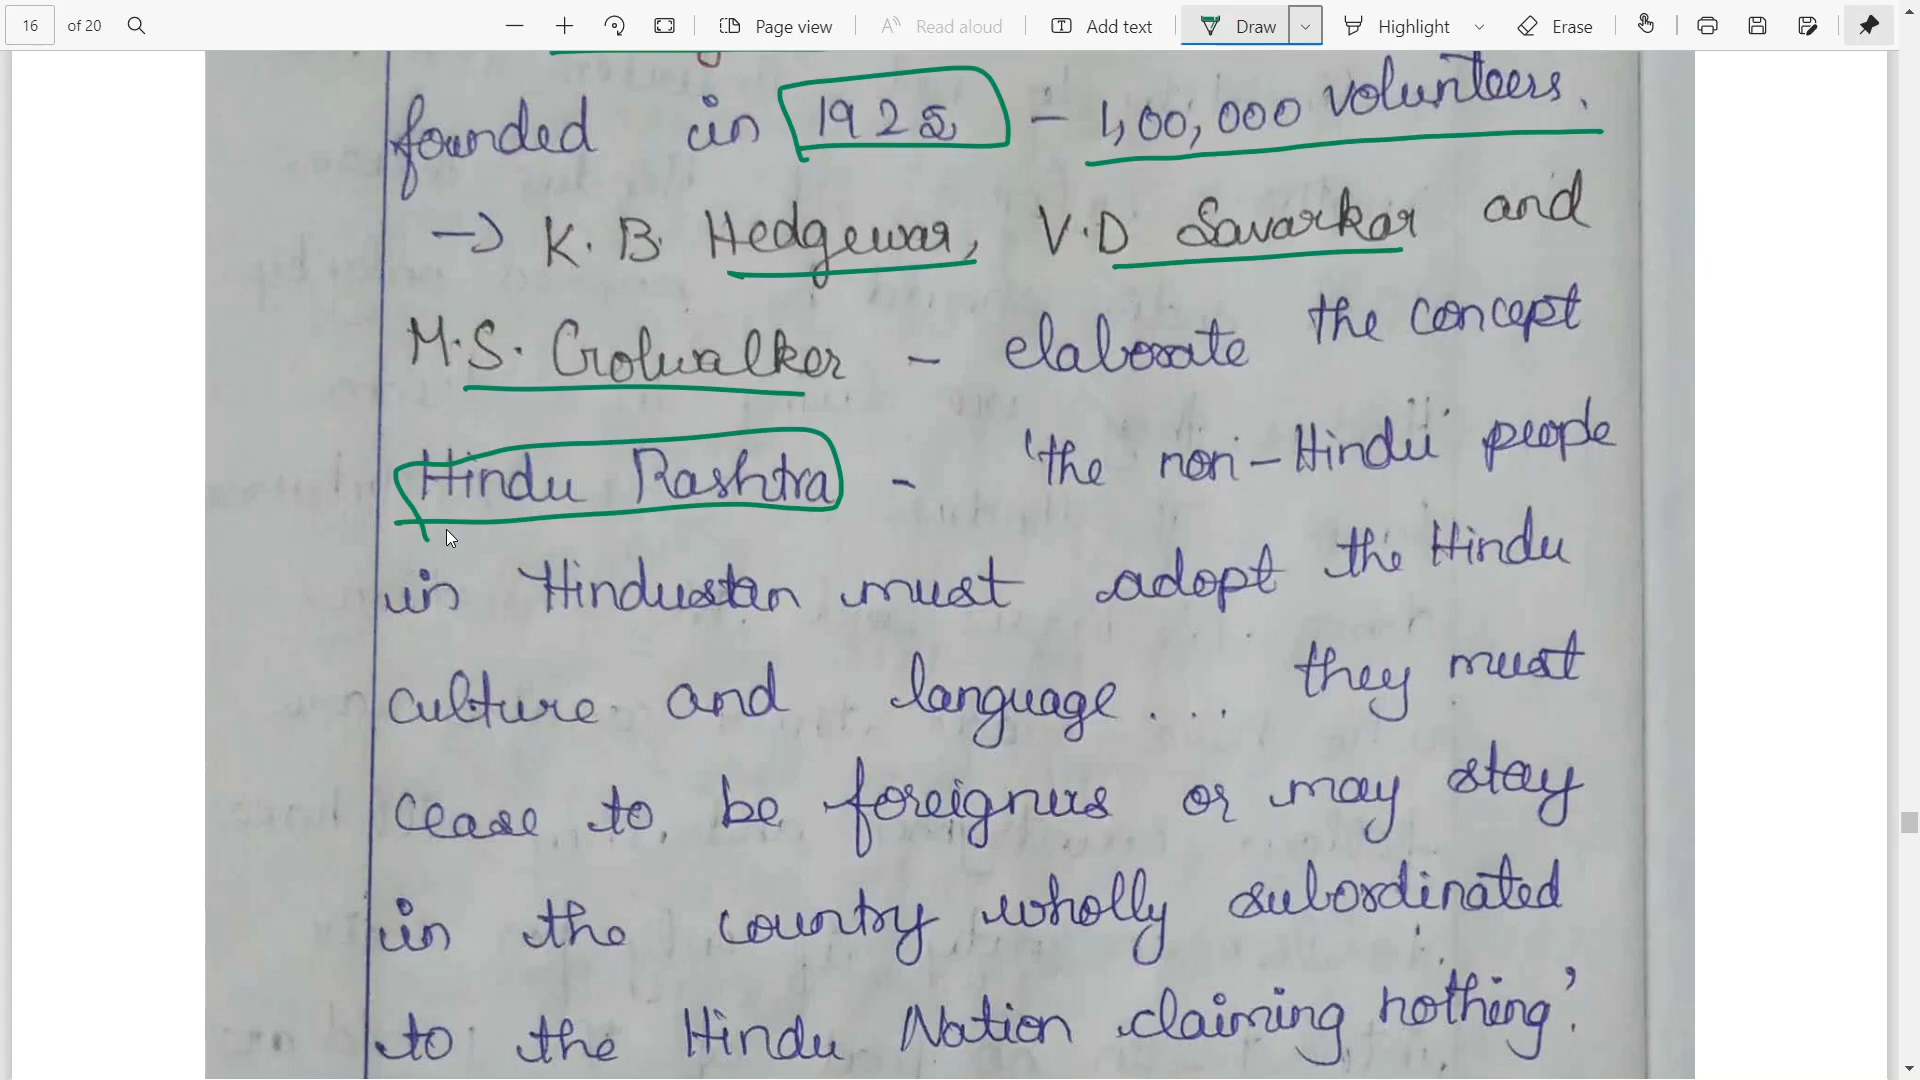 16 of 20 Page view Read aloud Add text Draw Highlight Erase
founded in 1925 - 1,00,000 volunteers.
→ K. B. Hedgewar, V.D Savarkar and
M.S. Golwalker - elaborate the concept
Hindu Rashtra - 'the non-Hindu people
in Hindustan must adopt the Hindu
culture and language.... they must
cease to be foreigners or may stay
in the country wholly subordinated
to the Hindu Nation claiming nothing'.